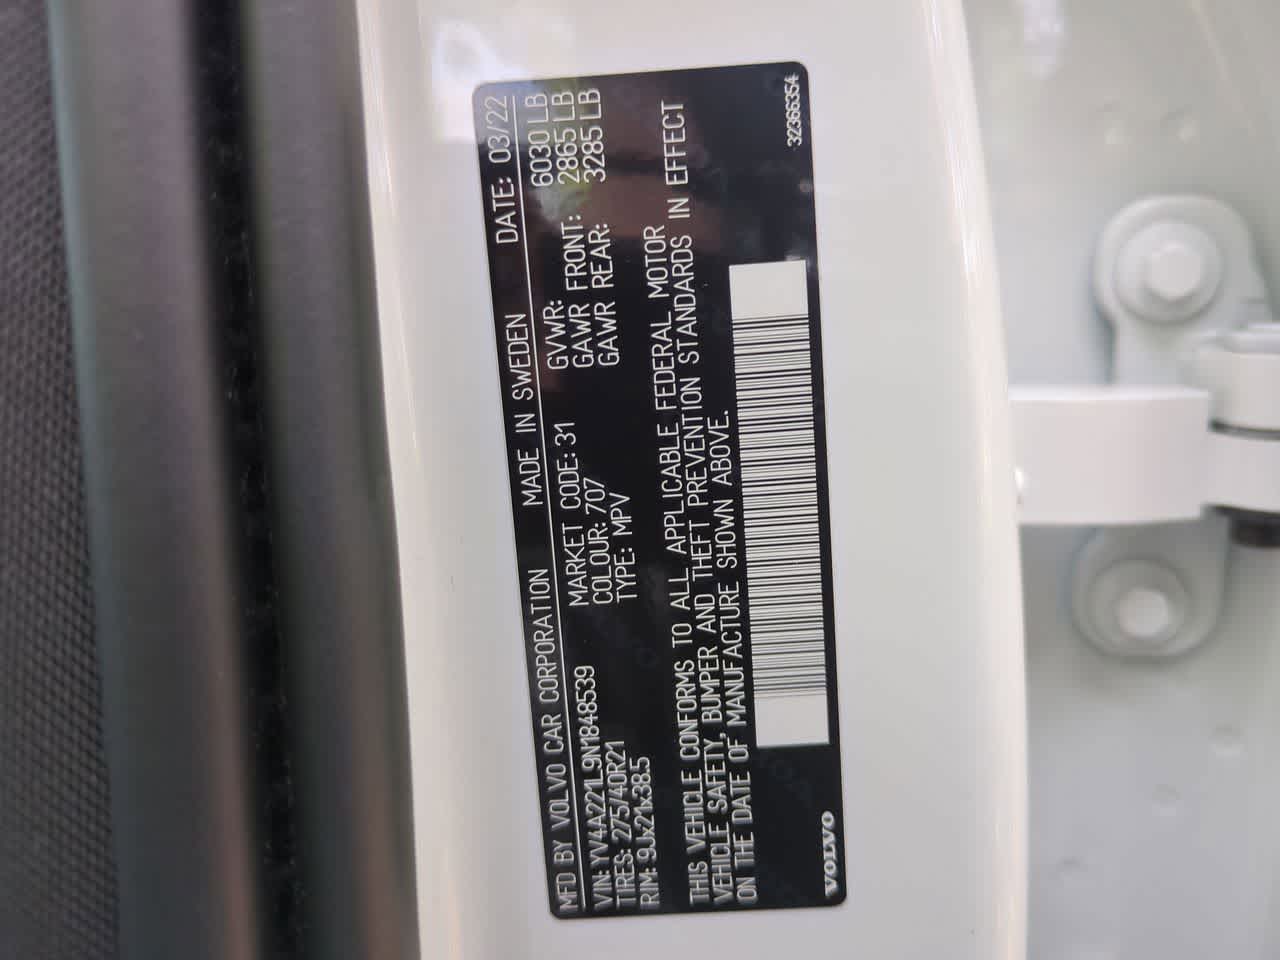 MFD BY VOLVO CAR CORPORATION MADE IN SWEDEN DATE: 03/22
VIN: YV4A221L9N1848539 MARKET CODE: 31 GVWR: 6030 LB
TIRES: 275/40R21 COLOUR: 707 GAWR FRONT: 2865 LB
RIM: 9Jx21x38.5 TYPE: MPV GAWR REAR: 3285 LB
THIS VEHICLE CONFORMS TO ALL APPLICABLE FEDERAL MOTOR
VEHICLE SAFETY, BUMPER AND THEFT PREVENTION STANDARDS IN EFFECT
ON THE DATE OF MANUFACTURE SHOWN ABOVE.
VOLVO 32366354